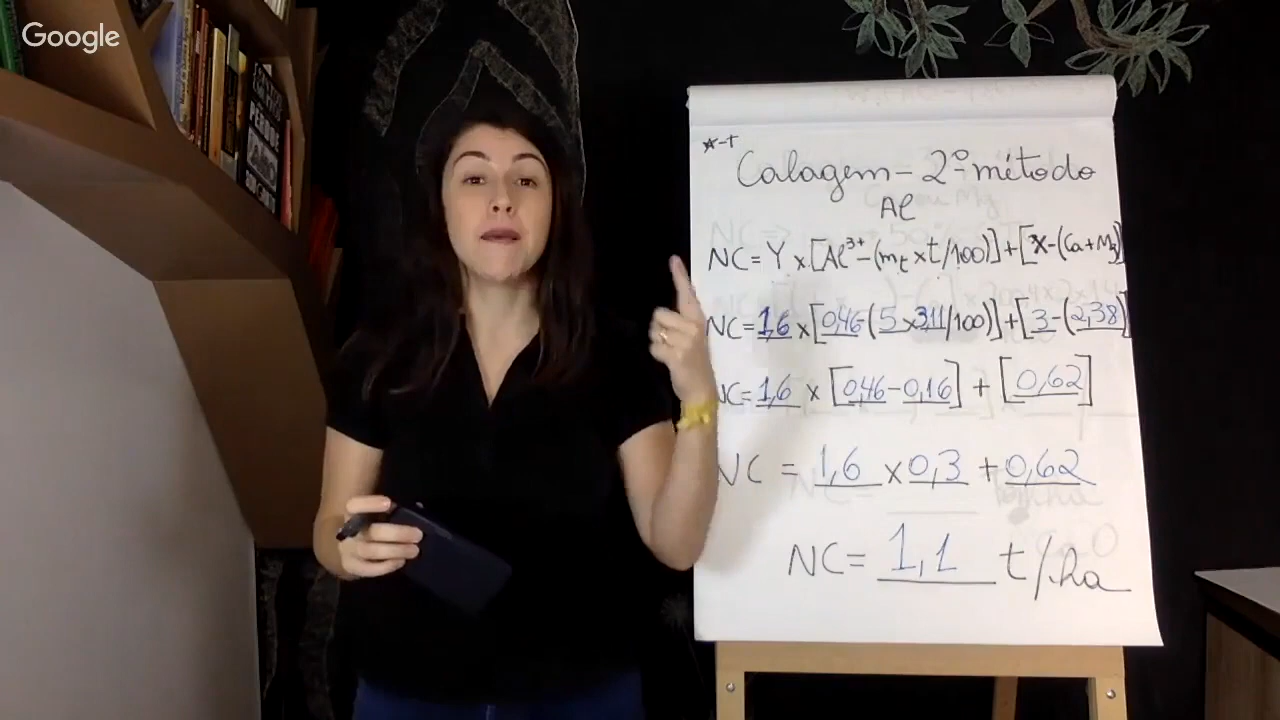 Google
*-T
Calagem - 2º método
Al
NC = Y x [Al³⁺ - (mt x t/100)] + [X - (Ca + Mg)]
NC = 1,6 x [0,46 - (5 x 3,11/100)] + [3 - (2,38)]
NC = 1,6 x [0,46 - 0,16] + [0,62]
NC = 1,6 x 0,3 + 0,62
NC = 1,1 t/ha